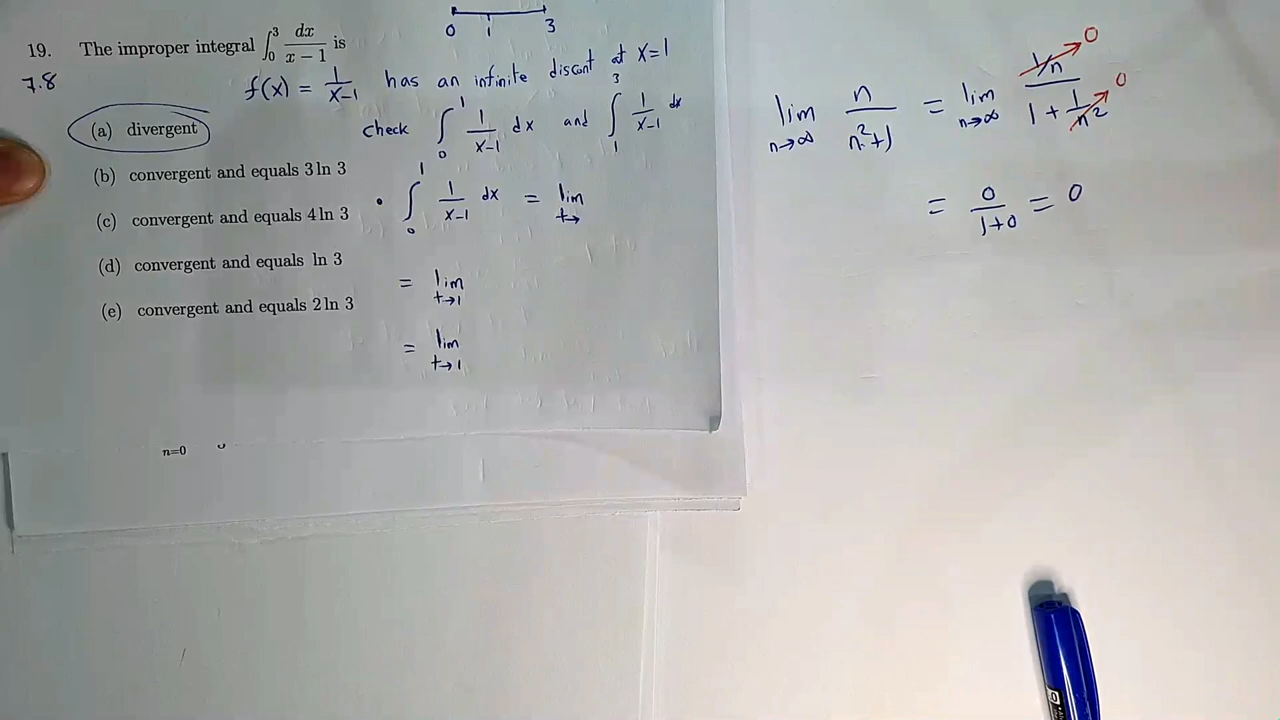 0 1 3
19. The improper integral ∫₀³ dx/(x − 1) is
7.8
f(x) = 1/(x-1) has an infinite discont at x=1
(a) divergent
check ∫₀¹ 1/(x-1) dx and ∫₁³ 1/(x-1) dx
(b) convergent and equals 3 ln 3
(c) convergent and equals 4 ln 3
• ∫₀¹ 1/(x-1) dx = lim t→
(d) convergent and equals ln 3
= lim t→1
(e) convergent and equals 2 ln 3
= lim t→1
n=0
lim n→∞ n/(n²+1) = lim n→∞ (1/n)/(1 + 1/n²) 0 0
= 0/(1+0) = 0